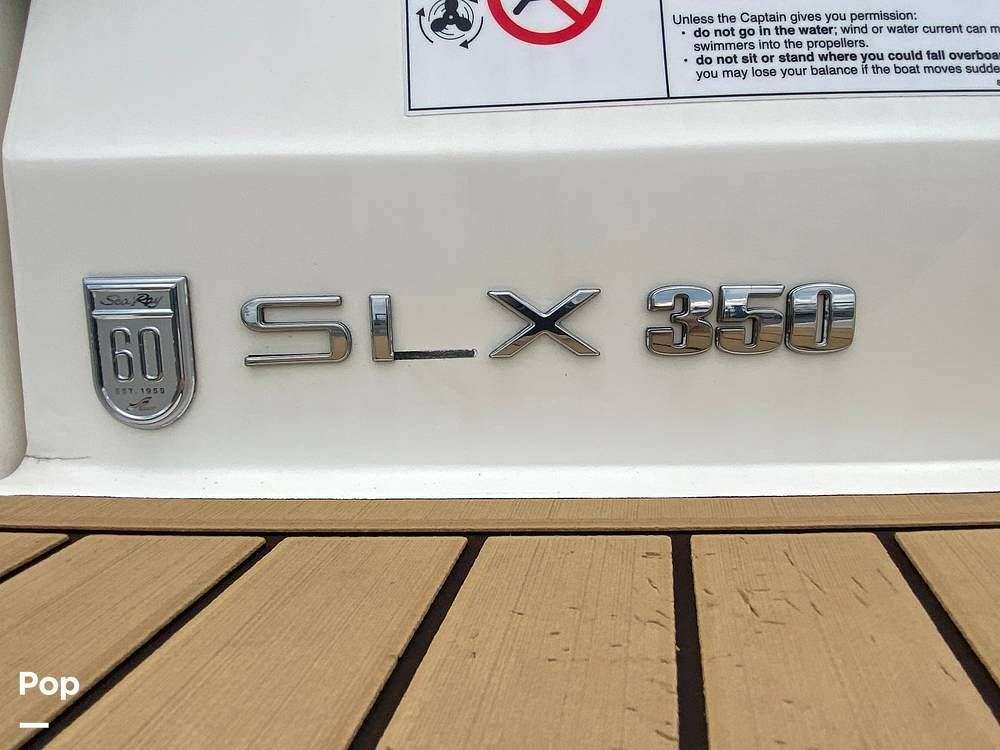 Unless the Captain gives you permission:
• do not go in the water; wind or water current can
swimmers into the propellers.
• do not sit or stand where you could fall
you may lose your balance if the boat moves
Sea Ray
60
EST. 1959
SLX 350
Pop